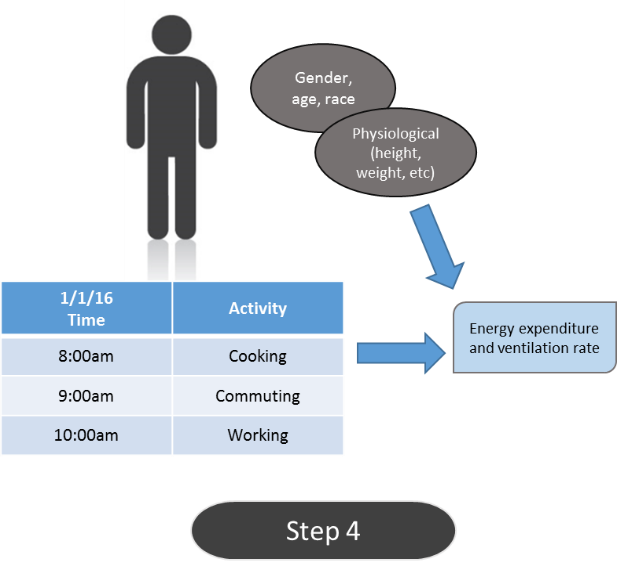 Gender,
age, race
Physiological
(height,
weight, etc)
1/1/16
Time
Activity
8:00am
Cooking
9:00am
Commuting
10:00am
Working
Energy expenditure
and ventilation rate
Step 4